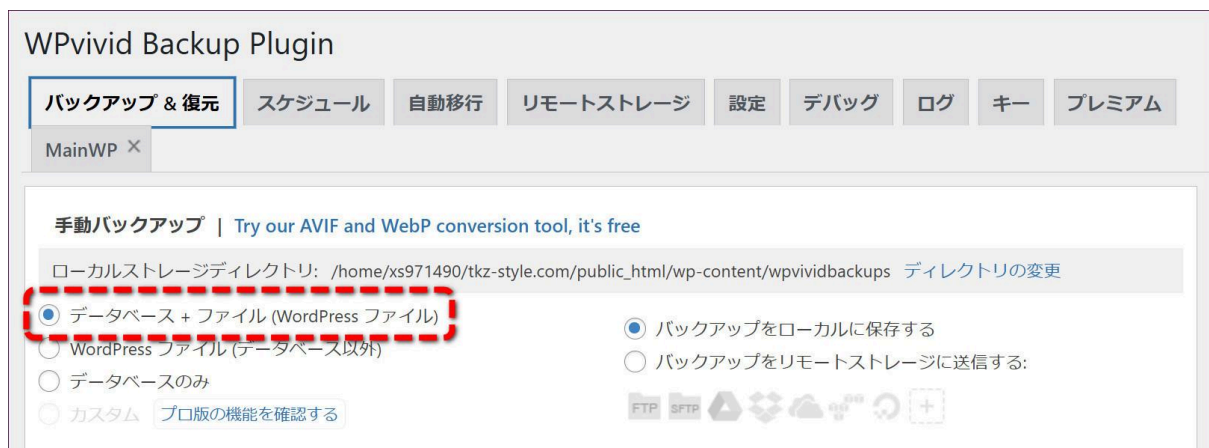 WPvivid Backup Plugin
バックアップ & 復元 スケジュール 自動移行 リモートストレージ 設定 デバッグ ログ キー プレミアム
MainWP ×
手動バックアップ | Try our AVIF and WebP conversion tool, it's free
ローカルストレージディレクトリ: /home/xs971490/tkz-style.com/public_html/wp-content/wpvividbackups ディレクトリの変更
データベース + ファイル (WordPress ファイル)
WordPress ファイル (データベース以外)
データベースのみ
カスタム プロ版の機能を確認する
バックアップをローカルに保存する
バックアップをリモートストレージに送信する:
FTP SFTP